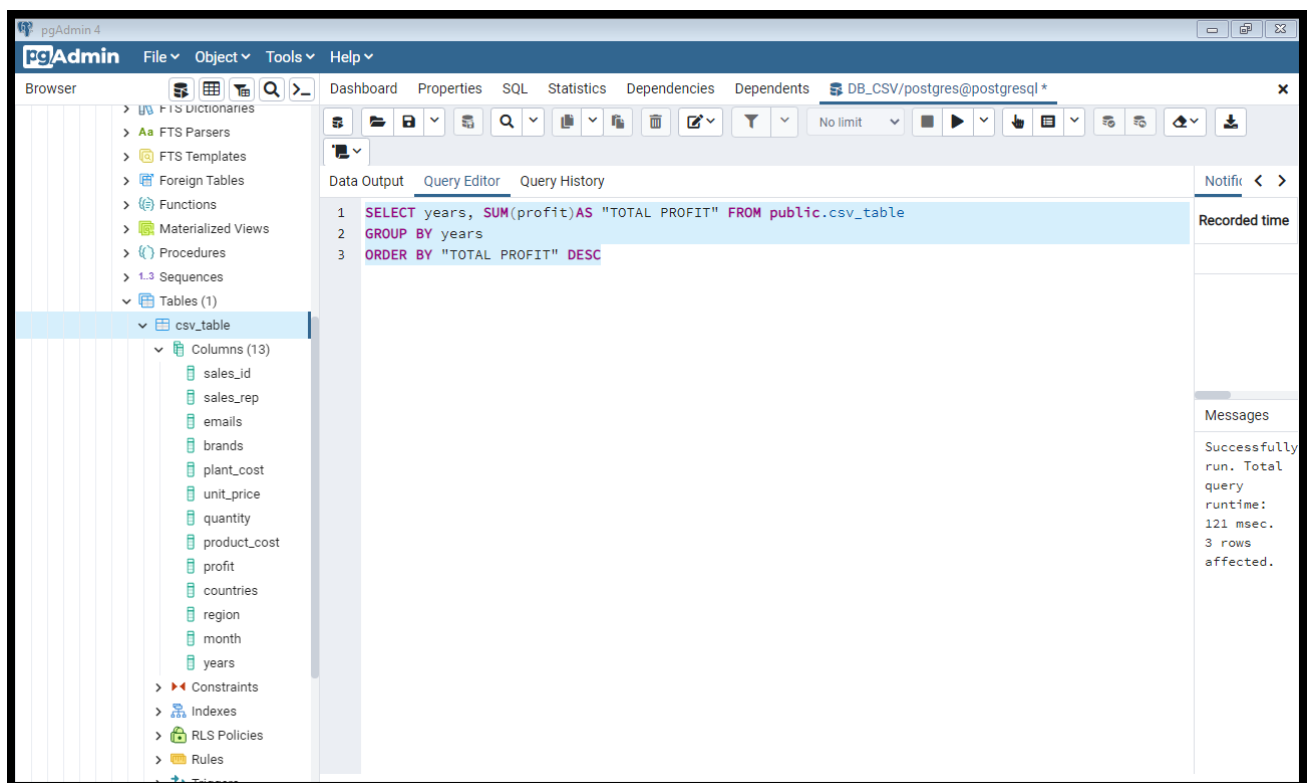 pgAdmin 4
pgAdmin File Object Tools Help
Browser
Dashboard Properties SQL Statistics Dependencies Dependents DB_CSV/postgres@postgresql *
FTS Dictionaries
Aa FTS Parsers
FTS Templates
Foreign Tables
Functions
Materialized Views
Procedures
1..3 Sequences
Tables (1)
csv_table
Columns (13)
sales_id
sales_rep
emails
brands
plant_cost
unit_price
quantity
product_cost
profit
countries
region
month
years
Constraints
Indexes
RLS Policies
Rules
Triggers
No limit
Data Output Query Editor Query History
1 SELECT years, SUM(profit)AS "TOTAL PROFIT" FROM public.csv_table
2 GROUP BY years
3 ORDER BY "TOTAL PROFIT" DESC
Notific
Recorded time
Messages
Successfully
run. Total
query
runtime:
121 msec.
3 rows
affected.